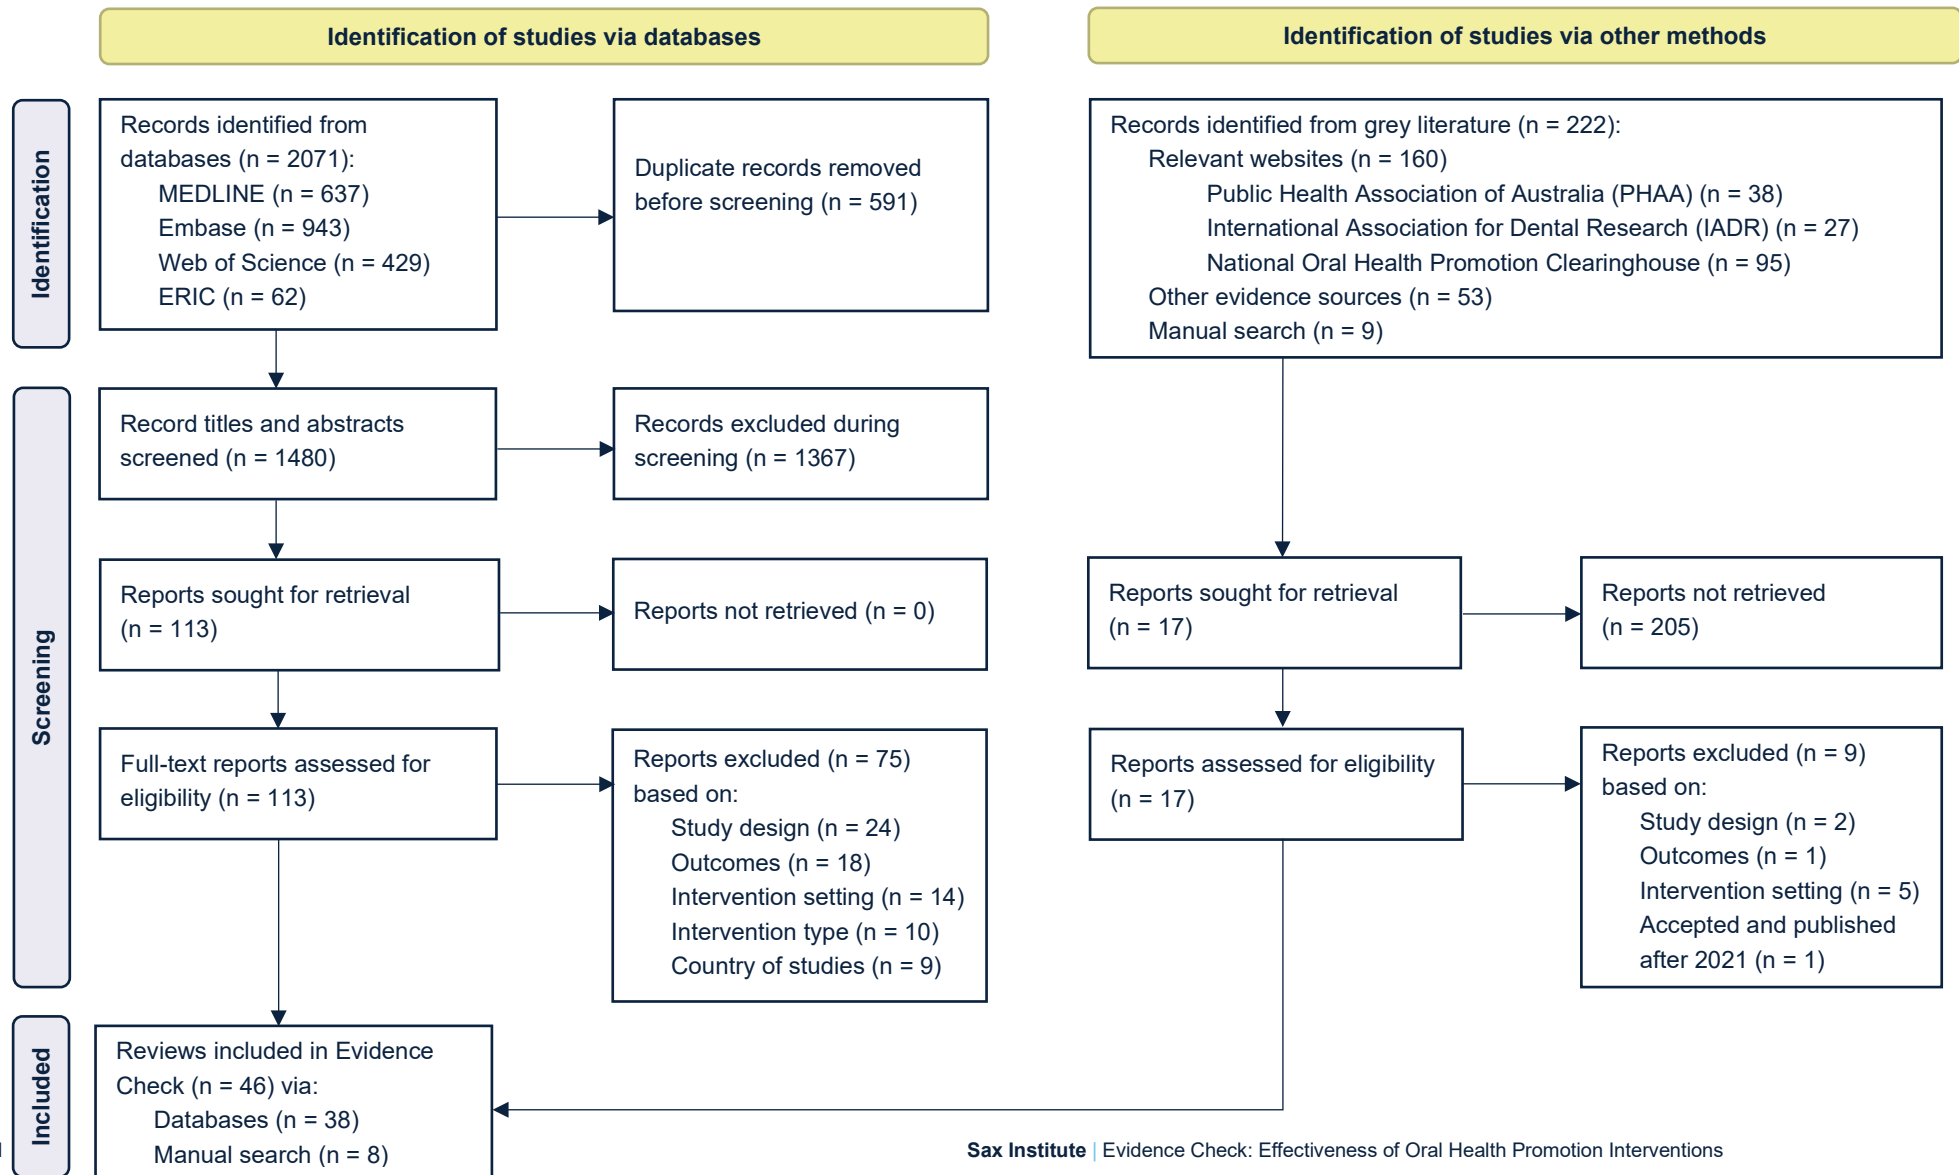 Identification of studies via databases
Identification of studies via other methods
Identification
Records identified from
databases (n = 2071):
MEDLINE (n = 637)
Embase (n = 943)
Web of Science (n = 429)
ERIC (n = 62)
Duplicate records removed
before screening (n = 591)
Records identified from grey literature (n = 222):
Relevant websites (n = 160)
Public Health Association of Australia (PHAA) (n = 38)
International Association for Dental Research (IADR) (n = 27)
National Oral Health Promotion Clearinghouse (n = 95)
Other evidence sources (n = 53)
Manual search (n = 9)
Screening
Record titles and abstracts
screened (n = 1480)
Records excluded during
screening (n = 1367)
Reports sought for retrieval
(n = 113)
Reports not retrieved (n = 0)
Reports sought for retrieval
(n = 17)
Reports not retrieved
(n = 205)
Full-text reports assessed for
eligibility (n = 113)
Reports excluded (n = 75)
based on:
Study design (n = 24)
Outcomes (n = 18)
Intervention setting (n = 14)
Intervention type (n = 10)
Country of studies (n = 9)
Reports assessed for eligibility
(n = 17)
Reports excluded (n = 9)
based on:
Study design (n = 2)
Outcomes (n = 1)
Intervention setting (n = 5)
Accepted and published
after 2021 (n = 1)
Included
Reviews included in Evidence
Check (n = 46) via:
Databases (n = 38)
Manual search (n = 8)
Sax Institute | Evidence Check: Effectiveness of Oral Health Promotion Interventions